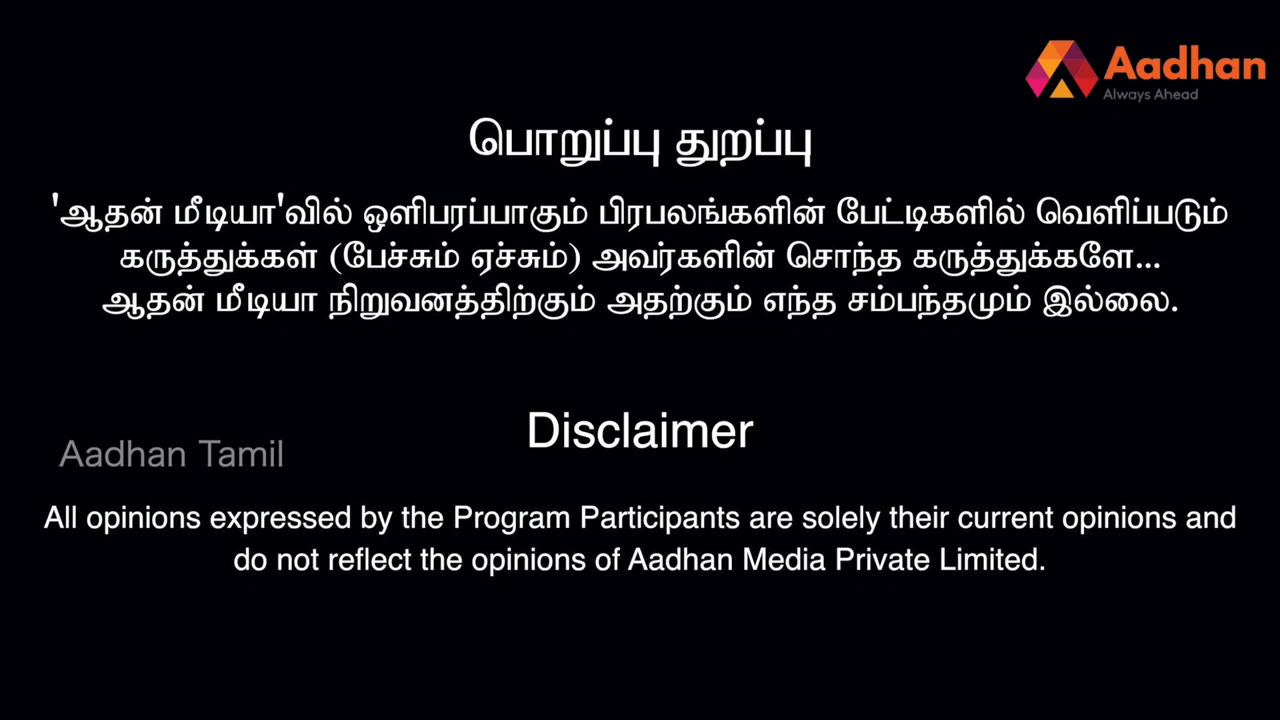 Aadhan
Always Ahead
பொறுப்பு துறப்பு
'ஆதன் மீடியா'வில் ஒளிபரப்பாகும் பிரபலங்களின் பேட்டிகளில் வெளிப்படும்
கருத்துக்கள் (பேச்சும் ஏச்சும்) அவர்களின் சொந்த கருத்துக்களே...
ஆதன் மீடியா நிறுவனத்திற்கும் அதற்கும் எந்த சம்பந்தமும் இல்லை.
Disclaimer
Aadhan Tamil
All opinions expressed by the Program Participants are solely their current opinions and
do not reflect the opinions of Aadhan Media Private Limited.